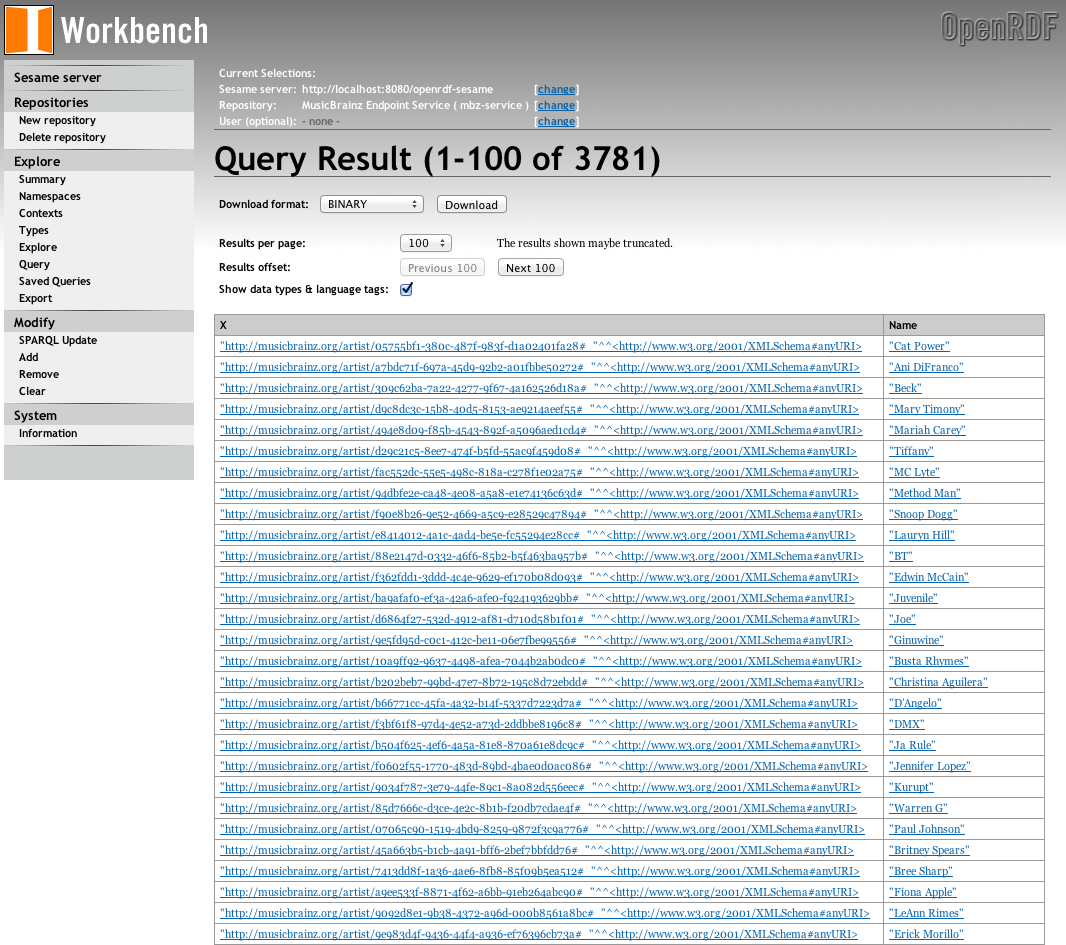 Workbench
OpenRDF
Sesame server
Repositories
New repository
Delete repository
Explore
Summary
Namespaces
Contexts
Types
Explore
Query
Saved Queries
Export
Modify
SPARQL Update
Add
Remove
Clear
System
Information
Current Selections:
Sesame server: http://localhost:8080/openrdf-sesame [change]
Repository: MusicBrainz Endpoint Service ( mbz-service ) [change]
User (optional): - none - [change]
Query Result (1-100 of 3781)
Download format: BINARY Download
Results per page: 100 The results shown maybe truncated.
Results offset: Previous 100 Next 100
Show data types & language tags:
X Name
"http://musicbrainz.org/artist/05755bf1-380c-487f-983f-d1a02401fa28#_"^^<http://www.w3.org/2001/XMLSchema#anyURI> "Cat Power"
"http://musicbrainz.org/artist/a7bdc71f-697a-45d9-92b2-a01fbbe50272#_"^^<http://www.w3.org/2001/XMLSchema#anyURI> "Ani DiFranco"
"http://musicbrainz.org/artist/309c62ba-7a22-4277-9f67-4a162526d18a#_"^^<http://www.w3.org/2001/XMLSchema#anyURI> "Beck"
"http://musicbrainz.org/artist/d9c8dc3c-15b8-40d5-8153-ae9214aeef55#_"^^<http://www.w3.org/2001/XMLSchema#anyURI> "Mary Timony"
"http://musicbrainz.org/artist/494e8d09-f85b-4543-892f-a5096aed1cd4#_"^^<http://www.w3.org/2001/XMLSchema#anyURI> "Mariah Carey"
"http://musicbrainz.org/artist/d29c21c5-8ee7-474f-b5fd-55ac9f459d08#_"^^<http://www.w3.org/2001/XMLSchema#anyURI> "Tiffany"
"http://musicbrainz.org/artist/fac552dc-55e5-498c-818a-c278f1e02a75#_"^^<http://www.w3.org/2001/XMLSchema#anyURI> "MC Lyte"
"http://musicbrainz.org/artist/94dbfe2e-ca48-4e08-a5a8-e1e74136c63d#_"^^<http://www.w3.org/2001/XMLSchema#anyURI> "Method Man"
"http://musicbrainz.org/artist/f90e8b26-9e52-4669-a5c9-e28529c47894#_"^^<http://www.w3.org/2001/XMLSchema#anyURI> "Snoop Dogg"
"http://musicbrainz.org/artist/e8414012-4a1c-4ad4-be5e-fc55294e28cc#_"^^<http://www.w3.org/2001/XMLSchema#anyURI> "Lauryn Hill"
"http://musicbrainz.org/artist/88e2147d-0332-46f6-85b2-b5f463ba957b#_"^^<http://www.w3.org/2001/XMLSchema#anyURI> "BT"
"http://musicbrainz.org/artist/f362fdd1-3ddd-4c4e-9629-ef170b08d093#_"^^<http://www.w3.org/2001/XMLSchema#anyURI> "Edwin McCain"
"http://musicbrainz.org/artist/ba9afaf0-ef3a-42a6-afe0-f924193629bb#_"^^<http://www.w3.org/2001/XMLSchema#anyURI> "Juvenile"
"http://musicbrainz.org/artist/d6864f27-532d-4912-af81-d710d58b1f01#_"^^<http://www.w3.org/2001/XMLSchema#anyURI> "Joe"
"http://musicbrainz.org/artist/9e5fd95d-c0c1-412c-be11-06e7fbe99556#_"^^<http://www.w3.org/2001/XMLSchema#anyURI> "Ginuwine"
"http://musicbrainz.org/artist/10a9ff92-9637-4498-afea-7044b2ab0dc0#_"^^<http://www.w3.org/2001/XMLSchema#anyURI> "Busta Rhymes"
"http://musicbrainz.org/artist/b202beb7-99bd-47e7-8b72-195c8d72ebdd#_"^^<http://www.w3.org/2001/XMLSchema#anyURI> "Christina Aguilera"
"http://musicbrainz.org/artist/b66771cc-45fa-4a32-b14f-5337d7223d7a#_"^^<http://www.w3.org/2001/XMLSchema#anyURI> "D'Angelo"
"http://musicbrainz.org/artist/f3bf61f8-97d4-4e52-a73d-2ddbbe8196c8#_"^^<http://www.w3.org/2001/XMLSchema#anyURI> "DMX"
"http://musicbrainz.org/artist/b504f625-4ef6-4a5a-81e8-870a61e8dc9c#_"^^<http://www.w3.org/2001/XMLSchema#anyURI> "Ja Rule"
"http://musicbrainz.org/artist/f0602f55-1770-483d-89bd-4bae0d0ac086#_"^^<http://www.w3.org/2001/XMLSchema#anyURI> "Jennifer Lopez"
"http://musicbrainz.org/artist/9034f787-3e79-44fe-89c1-8a082d556eec#_"^^<http://www.w3.org/2001/XMLSchema#anyURI> "Kurupt"
"http://musicbrainz.org/artist/85d7666c-d3ce-4e2c-8b1b-f20db7cdae4f#_"^^<http://www.w3.org/2001/XMLSchema#anyURI> "Warren G"
"http://musicbrainz.org/artist/07065c90-1519-4bd9-8259-9872f3c9a776#_"^^<http://www.w3.org/2001/XMLSchema#anyURI> "Paul Johnson"
"http://musicbrainz.org/artist/45a663b5-b1cb-4a91-bff6-2bef7bbfdd76#_"^^<http://www.w3.org/2001/XMLSchema#anyURI> "Britney Spears"
"http://musicbrainz.org/artist/7413dd8f-1a36-4ae6-8fb8-85f09b5ea512#_"^^<http://www.w3.org/2001/XMLSchema#anyURI> "Bree Sharp"
"http://musicbrainz.org/artist/a9ee533f-8871-4f62-a6bb-91eb264abc90#_"^^<http://www.w3.org/2001/XMLSchema#anyURI> "Fiona Apple"
"http://musicbrainz.org/artist/9092d8e1-9b38-4372-a96d-000b8561a8bc#_"^^<http://www.w3.org/2001/XMLSchema#anyURI> "LeAnn Rimes"
"http://musicbrainz.org/artist/9e983d4f-9436-44f4-a936-ef76396cb73a#_"^^<http://www.w3.org/2001/XMLSchema#anyURI> "Erick Morillo"